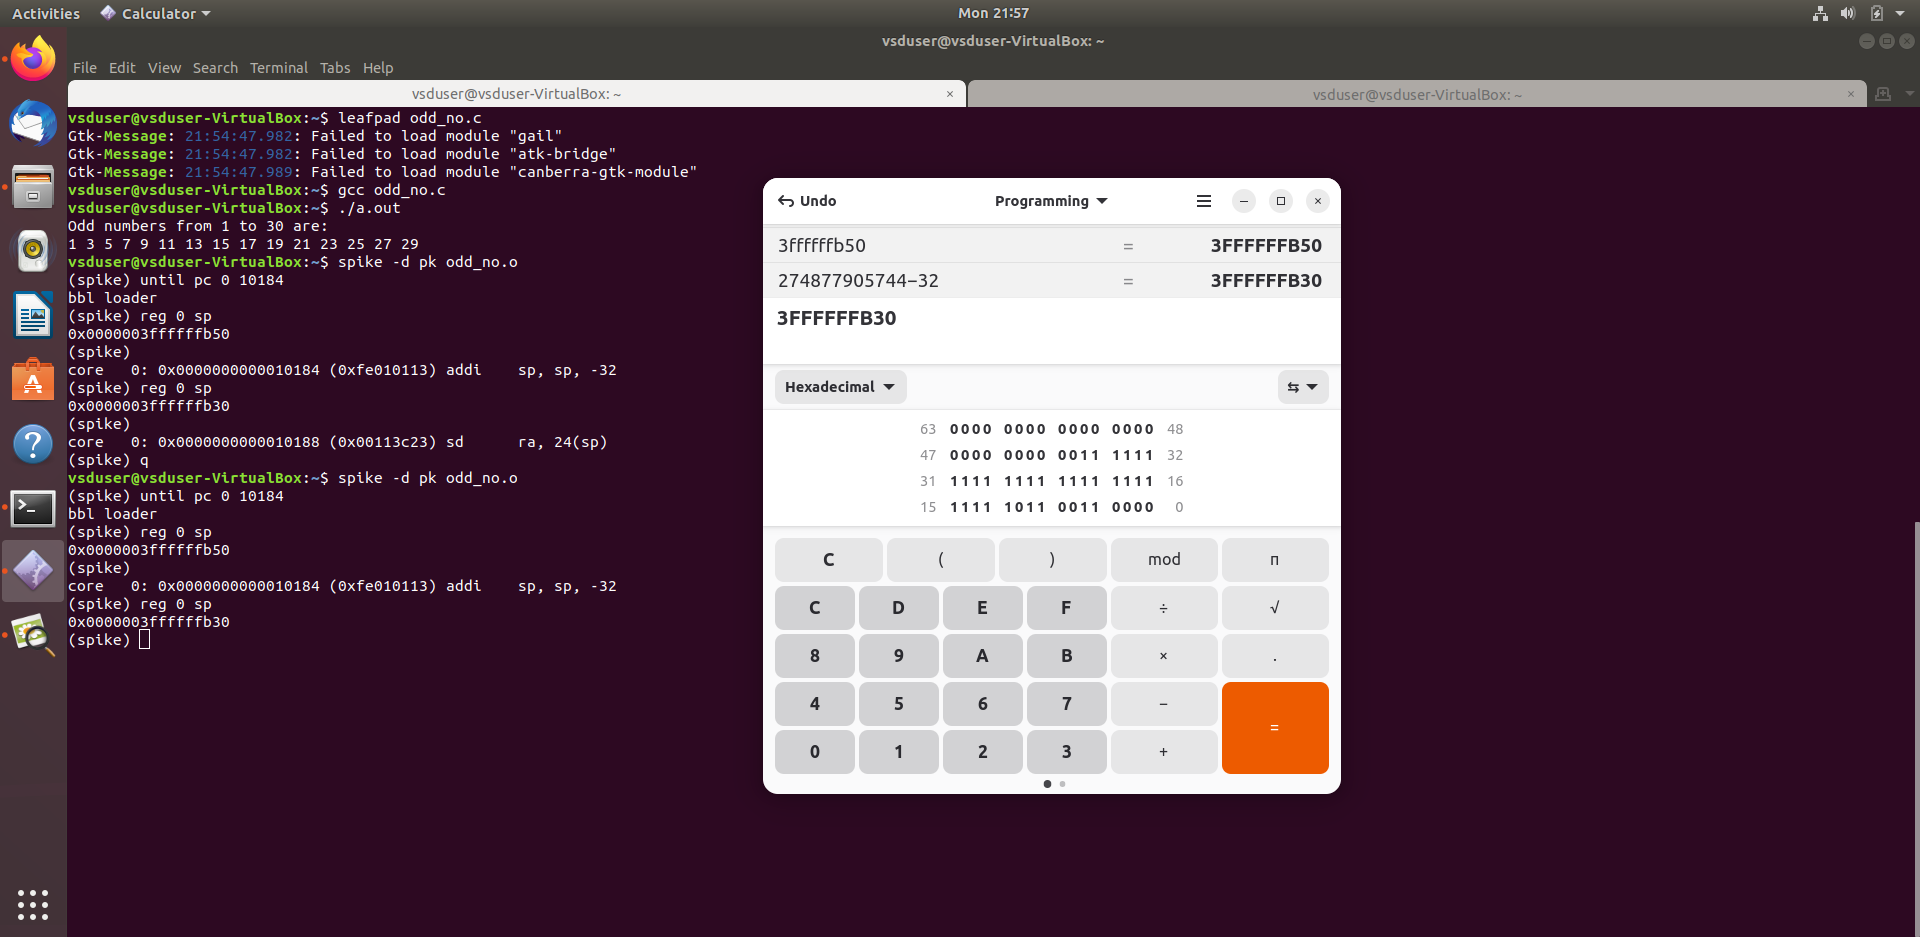 Activities
Calculator
Mon 21:57
vsduser@vsduser-VirtualBox: ~
File Edit View Search Terminal Tabs Help
vsduser@vsduser-VirtualBox: ~ ×
vsduser@vsduser-VirtualBox: ~ ×
vsduser@vsduser-VirtualBox:~$ leafpad odd_no.c
Gtk-Message: 21:54:47.982: Failed to load module "gail"
Gtk-Message: 21:54:47.982: Failed to load module "atk-bridge"
Gtk-Message: 21:54:47.989: Failed to load module "canberra-gtk-module"
vsduser@vsduser-VirtualBox:~$ gcc odd_no.c
vsduser@vsduser-VirtualBox:~$ ./a.out
Odd numbers from 1 to 30 are:
1 3 5 7 9 11 13 15 17 19 21 23 25 27 29
vsduser@vsduser-VirtualBox:~$ spike -d pk odd_no.o
(spike) until pc 0 10184
bbl loader
(spike) reg 0 sp
0x0000003ffffffb50
(spike)
core   0: 0x0000000000010184 (0xfe010113) addi    sp, sp, -32
(spike) reg 0 sp
0x0000003ffffffb30
(spike)
core   0: 0x0000000000010188 (0x00113c23) sd      ra, 24(sp)
(spike) q
vsduser@vsduser-VirtualBox:~$ spike -d pk odd_no.o
(spike) until pc 0 10184
bbl loader
(spike) reg 0 sp
0x0000003ffffffb50
(spike)
core   0: 0x0000000000010184 (0xfe010113) addi    sp, sp, -32
(spike) reg 0 sp
0x0000003ffffffb30
(spike)
Undo
Programming
3ffffffb50 = 3FFFFFFB50
274877905744−32 = 3FFFFFFB30
3FFFFFFB30
Hexadecimal
63 0000 0000 0000 0000 48
47 0000 0000 0011 1111 32
31 1111 1111 1111 1111 16
15 1111 1011 0011 0000 0
C ( ) mod π
C D E F ÷ √
8 9 A B × .
4 5 6 7 −
=
0 1 2 3 +